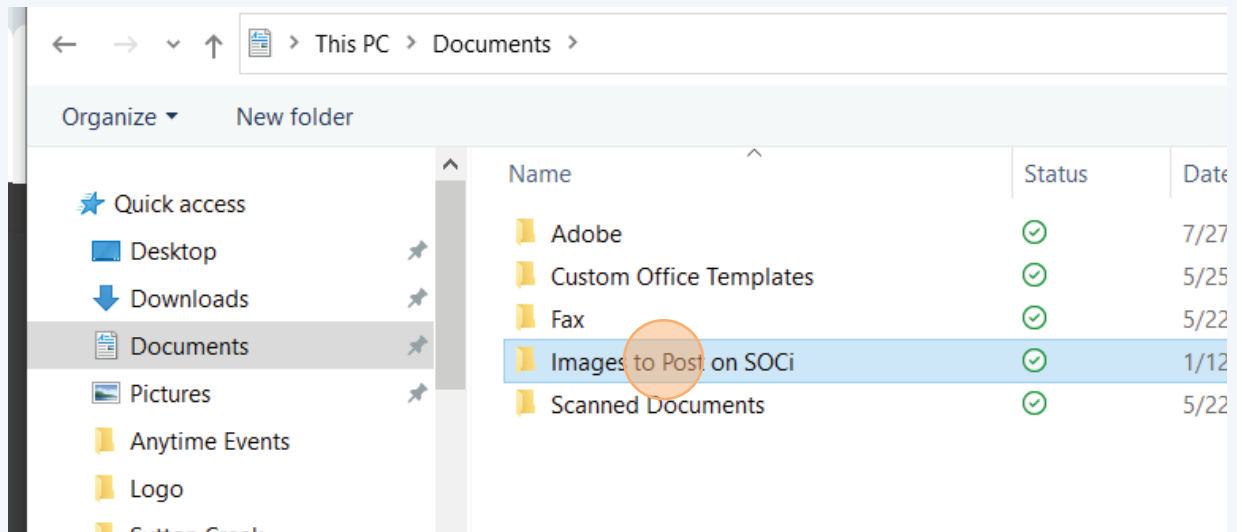 This PC > Documents >
Organize New folder
Name Status Date
Quick access
Desktop
Downloads
Documents
Pictures
Anytime Events
Logo
Adobe 7/27
Custom Office Templates 5/25
Fax 5/22
Images to Post on SOCi 1/12
Scanned Documents 5/22